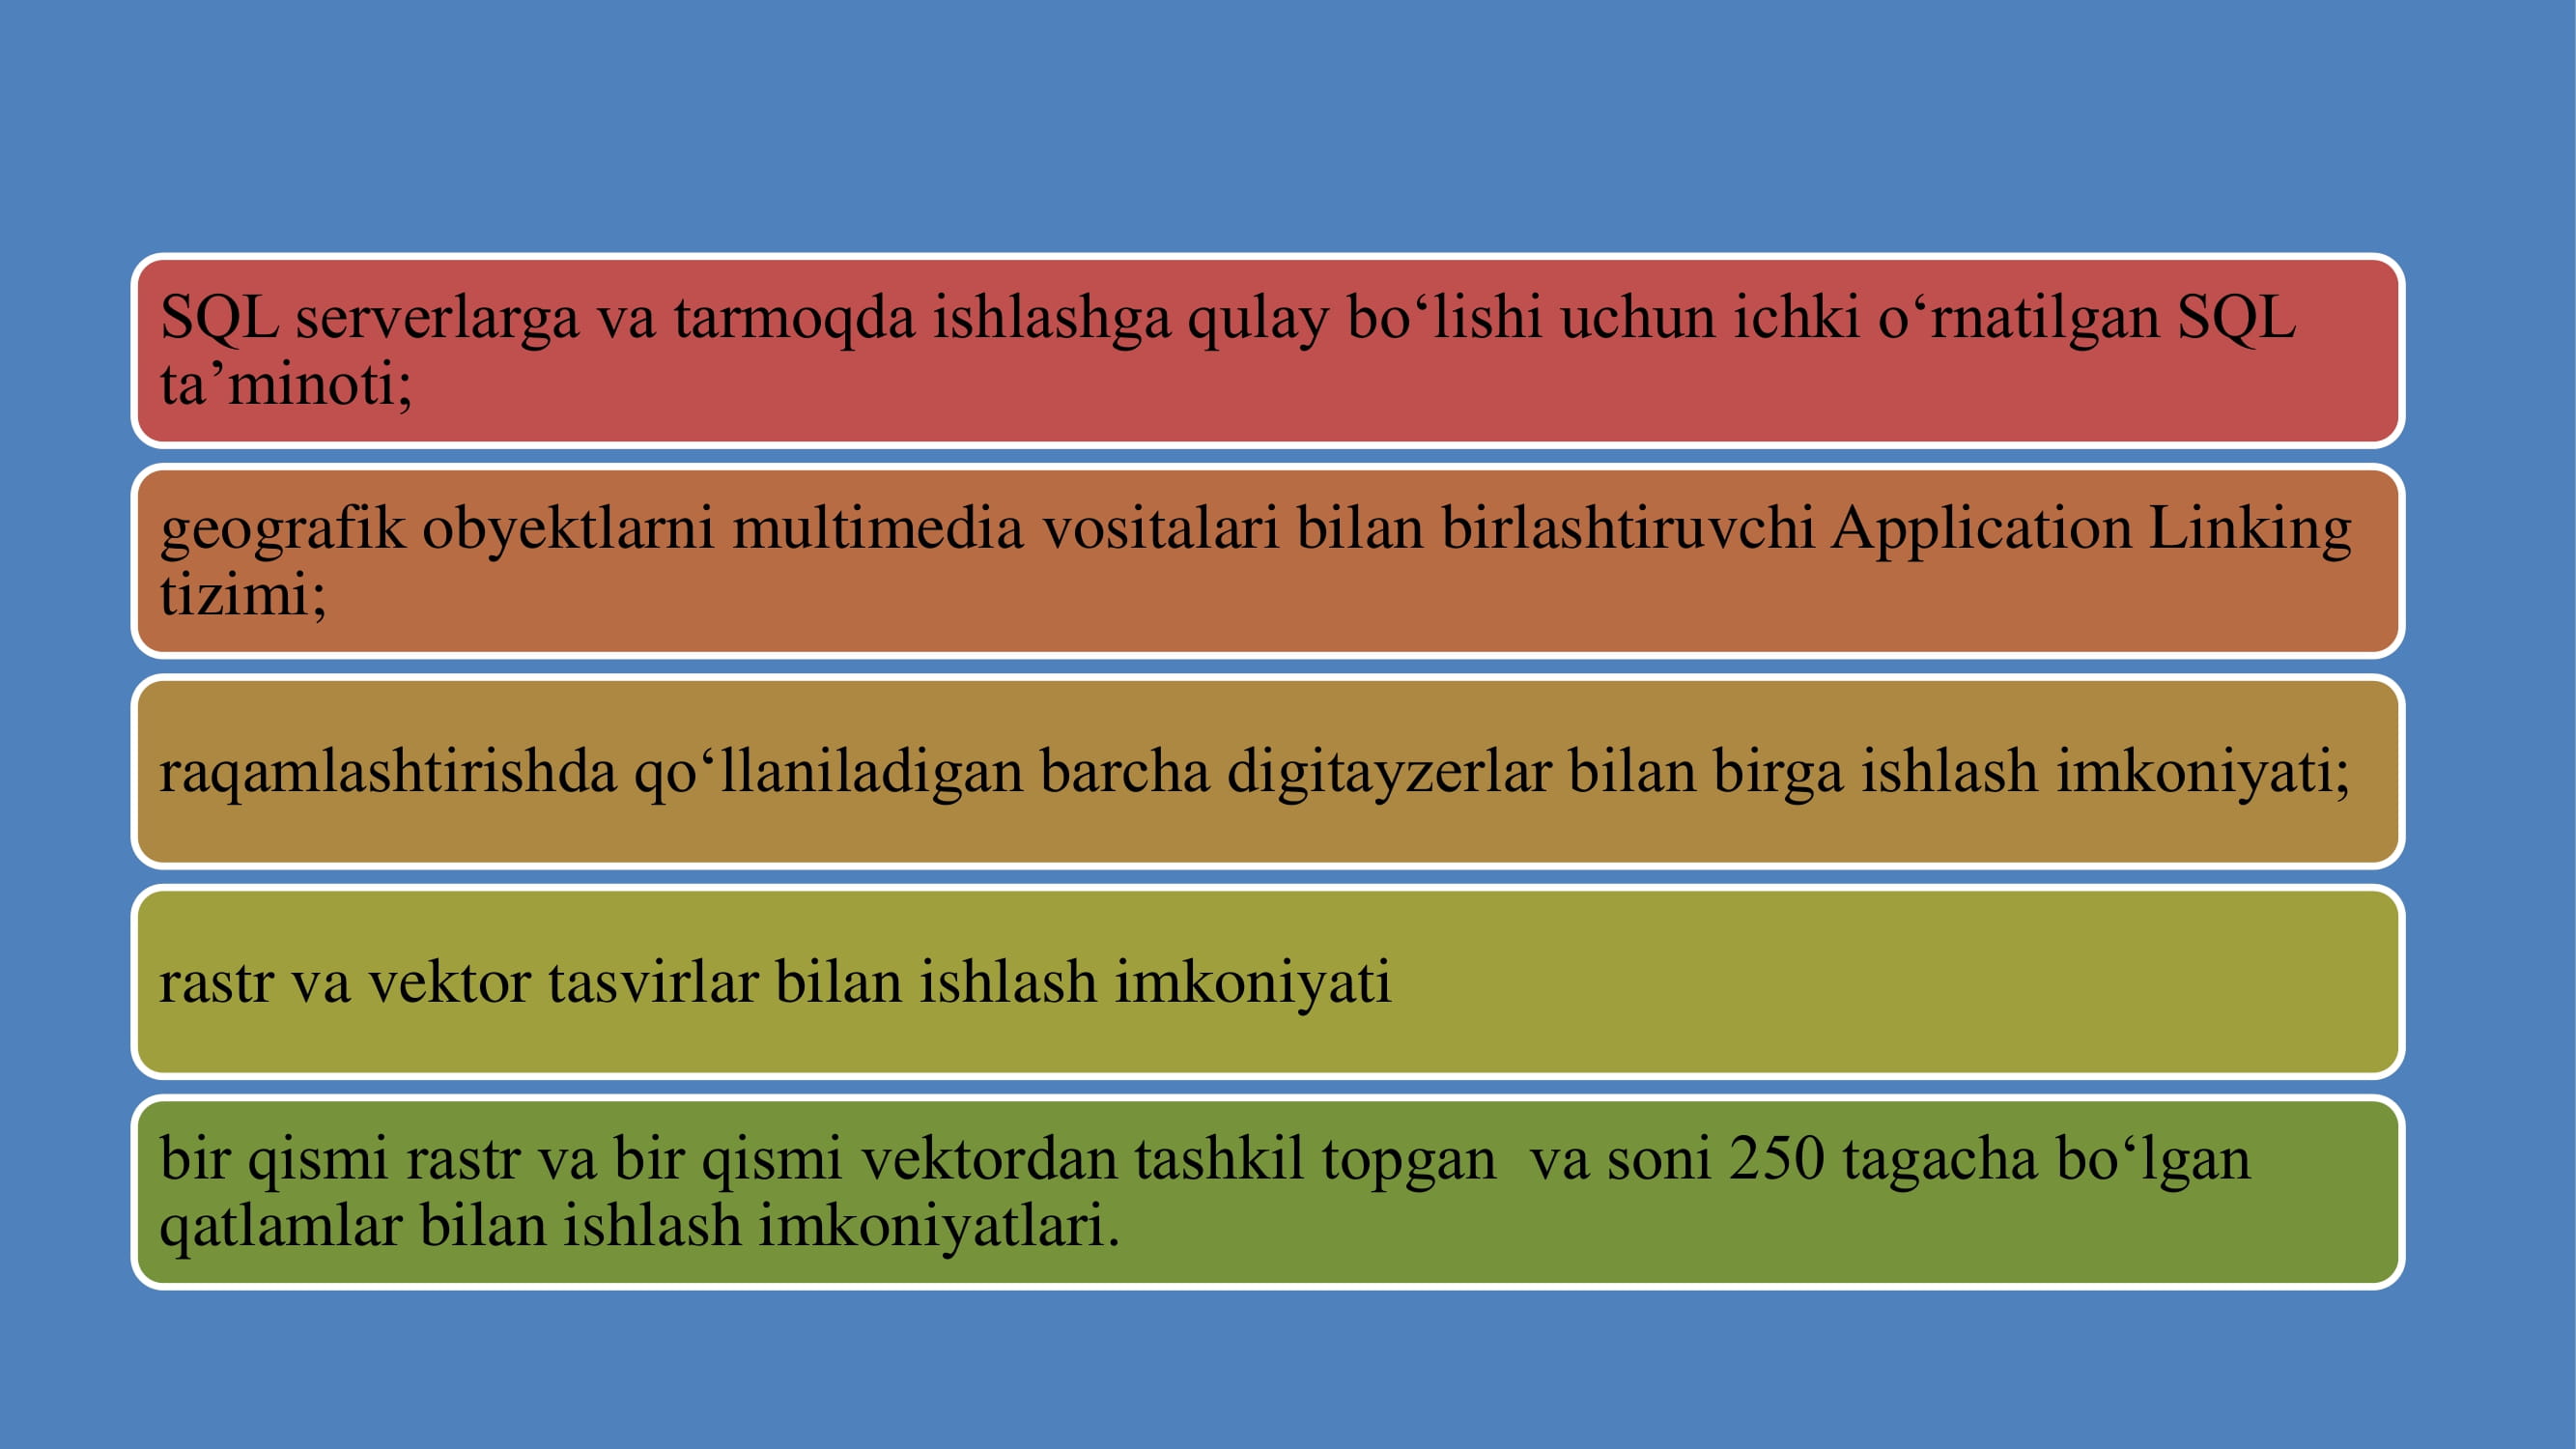 SQL serverlarga va tarmoqda ishlashga qulay bo‘lishi uchun ichki o‘rnatilgan SQL
ta’minoti;
geografik obyektlarni multimedia vositalari bilan birlashtiruvchi Application Linking
tizimi;
raqamlashtirishda qo‘llaniladigan barcha digitayzerlar bilan birga ishlash imkoniyati;
rastr va vektor tasvirlar bilan ishlash imkoniyati
bir qismi rastr va bir qismi vektordan tashkil topgan  va soni 250 tagacha bo‘lgan
qatlamlar bilan ishlash imkoniyatlari.